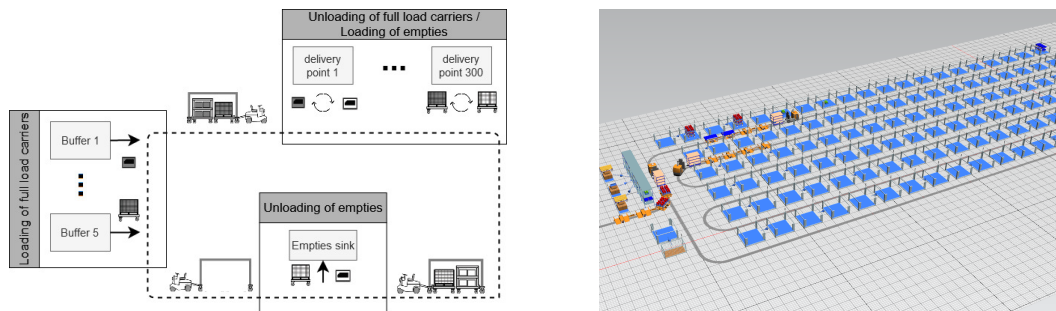 Unloading of full load carriers /
Loading of empties
delivery
point 1
delivery
point 300
Loading of full load carriers
Buffer 1
Buffer 5
Unloading of empties
Empties sink